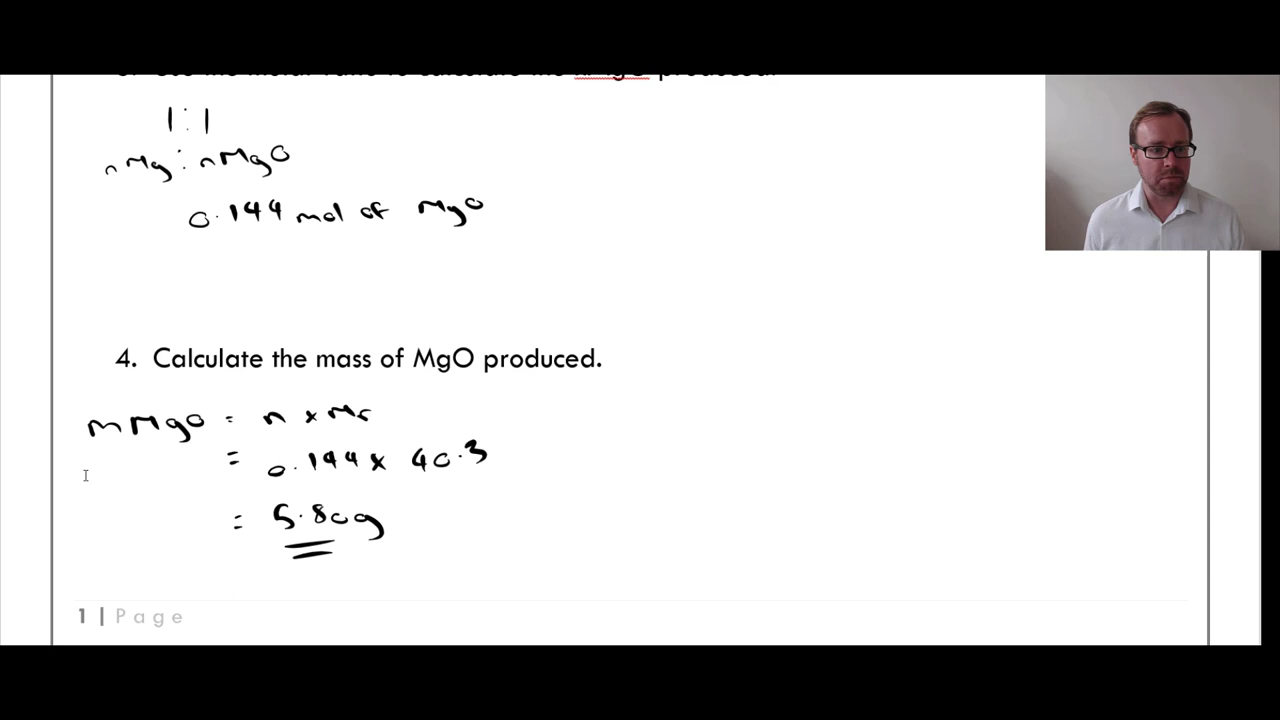 1:1
nMg : nMgO
0.144 mol of MgO
4. Calculate the mass of MgO produced.
mMgO = n x Mr
= 0.144 x 40.3
= 5.80g
1 | Page